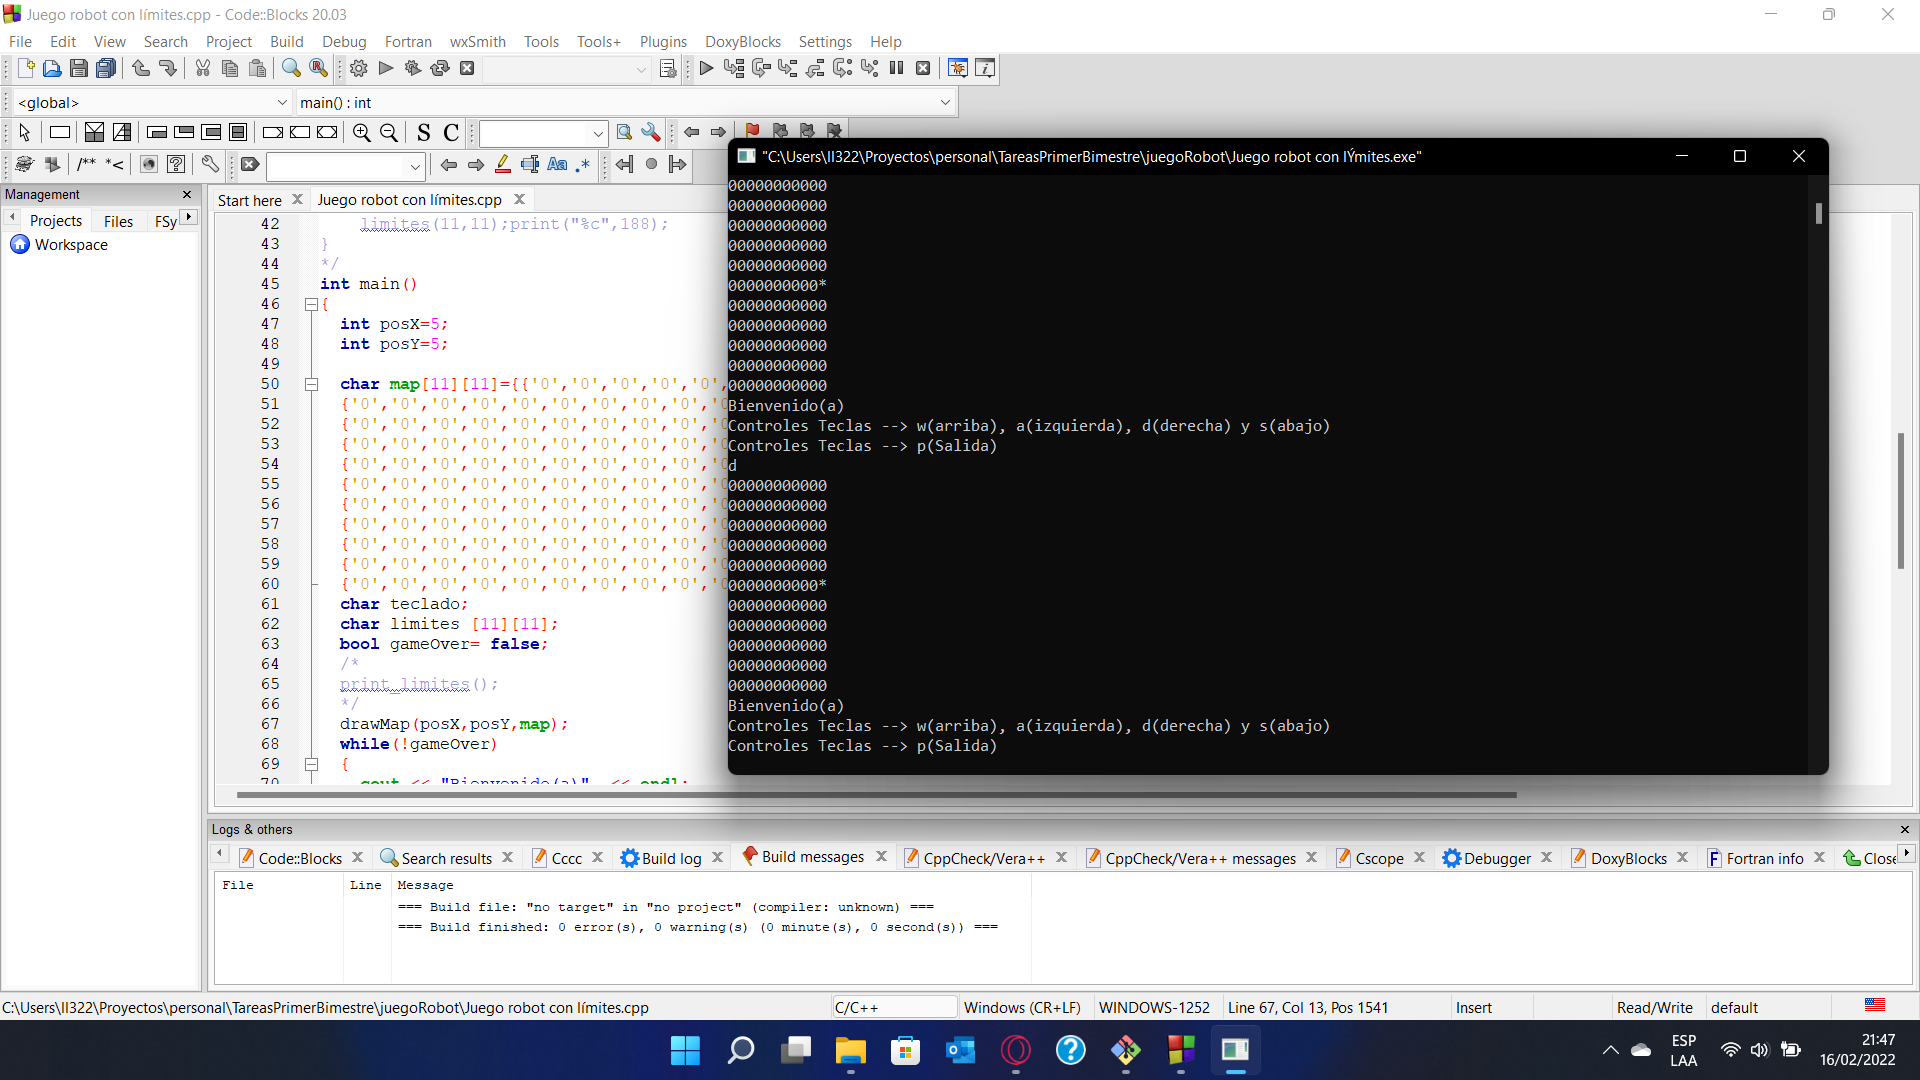 Juego robot con límites.cpp - Code::Blocks 20.03
File Edit View Search Project Build Debug Fortran wxSmith Tools Tools+ Plugins DoxyBlocks Settings Help
<global> main() : int
S C
/** *<
Aa .*
Management
Projects Files FSy
Workspace
Start here Juego robot con límites.cpp
42 limites(11,11);print("%c",188);
43 }
44 */
45 int main()
46 {
47 int posX=5;
48 int posY=5;
49
50 char map[11][11]={{'0','0','0','0','0',
51 {'0','0','0','0','0','0','0','0','0','0
52 {'0','0','0','0','0','0','0','0','0','0
53 {'0','0','0','0','0','0','0','0','0','0
54 {'0','0','0','0','0','0','0','0','0','0
55 {'0','0','0','0','0','0','0','0','0','0
56 {'0','0','0','0','0','0','0','0','0','0
57 {'0','0','0','0','0','0','0','0','0','0
58 {'0','0','0','0','0','0','0','0','0','0
59 {'0','0','0','0','0','0','0','0','0','0
60 {'0','0','0','0','0','0','0','0','0','0
61 char teclado;
62 char limites [11][11];
63 bool gameOver= false;
64 /*
65 print_limites();
66 */
67 drawMap(posX,posY,map);
68 while(!gameOver)
69 {
70 cout << "Bienvenido(a)" << endl;
"C:\Users\ll322\Proyectos\personal\TareasPrimerBimestre\juegoRobot\Juego robot con lÝmites.exe"
00000000000
00000000000
00000000000
00000000000
00000000000
0000000000*
00000000000
00000000000
00000000000
00000000000
00000000000
Bienvenido(a)
Controles Teclas --> w(arriba), a(izquierda), d(derecha) y s(abajo)
Controles Teclas --> p(Salida)
d
00000000000
00000000000
00000000000
00000000000
00000000000
0000000000*
00000000000
00000000000
00000000000
00000000000
00000000000
Bienvenido(a)
Controles Teclas --> w(arriba), a(izquierda), d(derecha) y s(abajo)
Controles Teclas --> p(Salida)
Logs & others
Code::Blocks Search results Cccc Build log Build messages CppCheck/Vera++ CppCheck/Vera++ messages Cscope Debugger DoxyBlocks Fortran info Close
File Line Message
=== Build file: "no target" in "no project" (compiler: unknown) ===
=== Build finished: 0 error(s), 0 warning(s) (0 minute(s), 0 second(s)) ===
C:\Users\ll322\Proyectos\personal\TareasPrimerBimestre\juegoRobot\Juego robot con límites.cpp C/C++ Windows (CR+LF) WINDOWS-1252 Line 67, Col 13, Pos 1541 Insert Read/Write default
ESP
LAA
21:47
16/02/2022